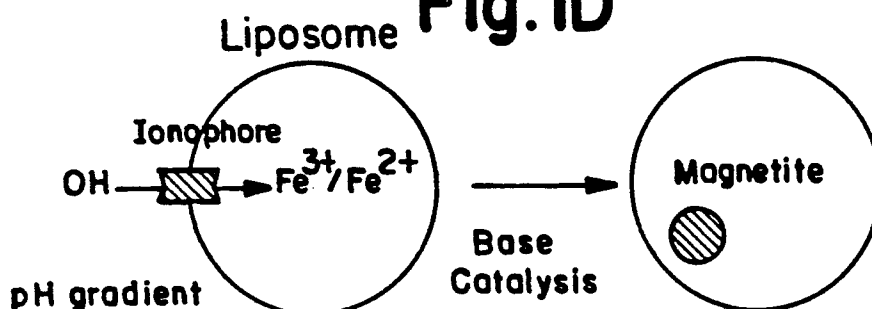 Fig. 1D
Liposome
Ionophore
OH
Fe3+/Fe2+
Magnetite
Base
Catalysis
pH gradient